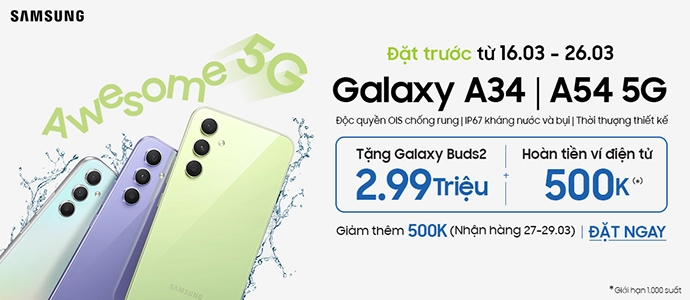 SAMSUNG
Awesome 5G
Đặt trước từ 16.03 - 26.03
Galaxy A34 | A54 5G
Độc quyền OIS chống rung | IP67 kháng nước và bụi | Thời thượng thiết kế
Tặng Galaxy Buds2
2.99 Triệu
+
Hoàn tiền ví điện tử
500K (*)
Giảm thêm 500K (Nhận hàng 27-29.03) | ĐẶT NGAY
* Giới hạn 1.000 suất
SAMSUNG